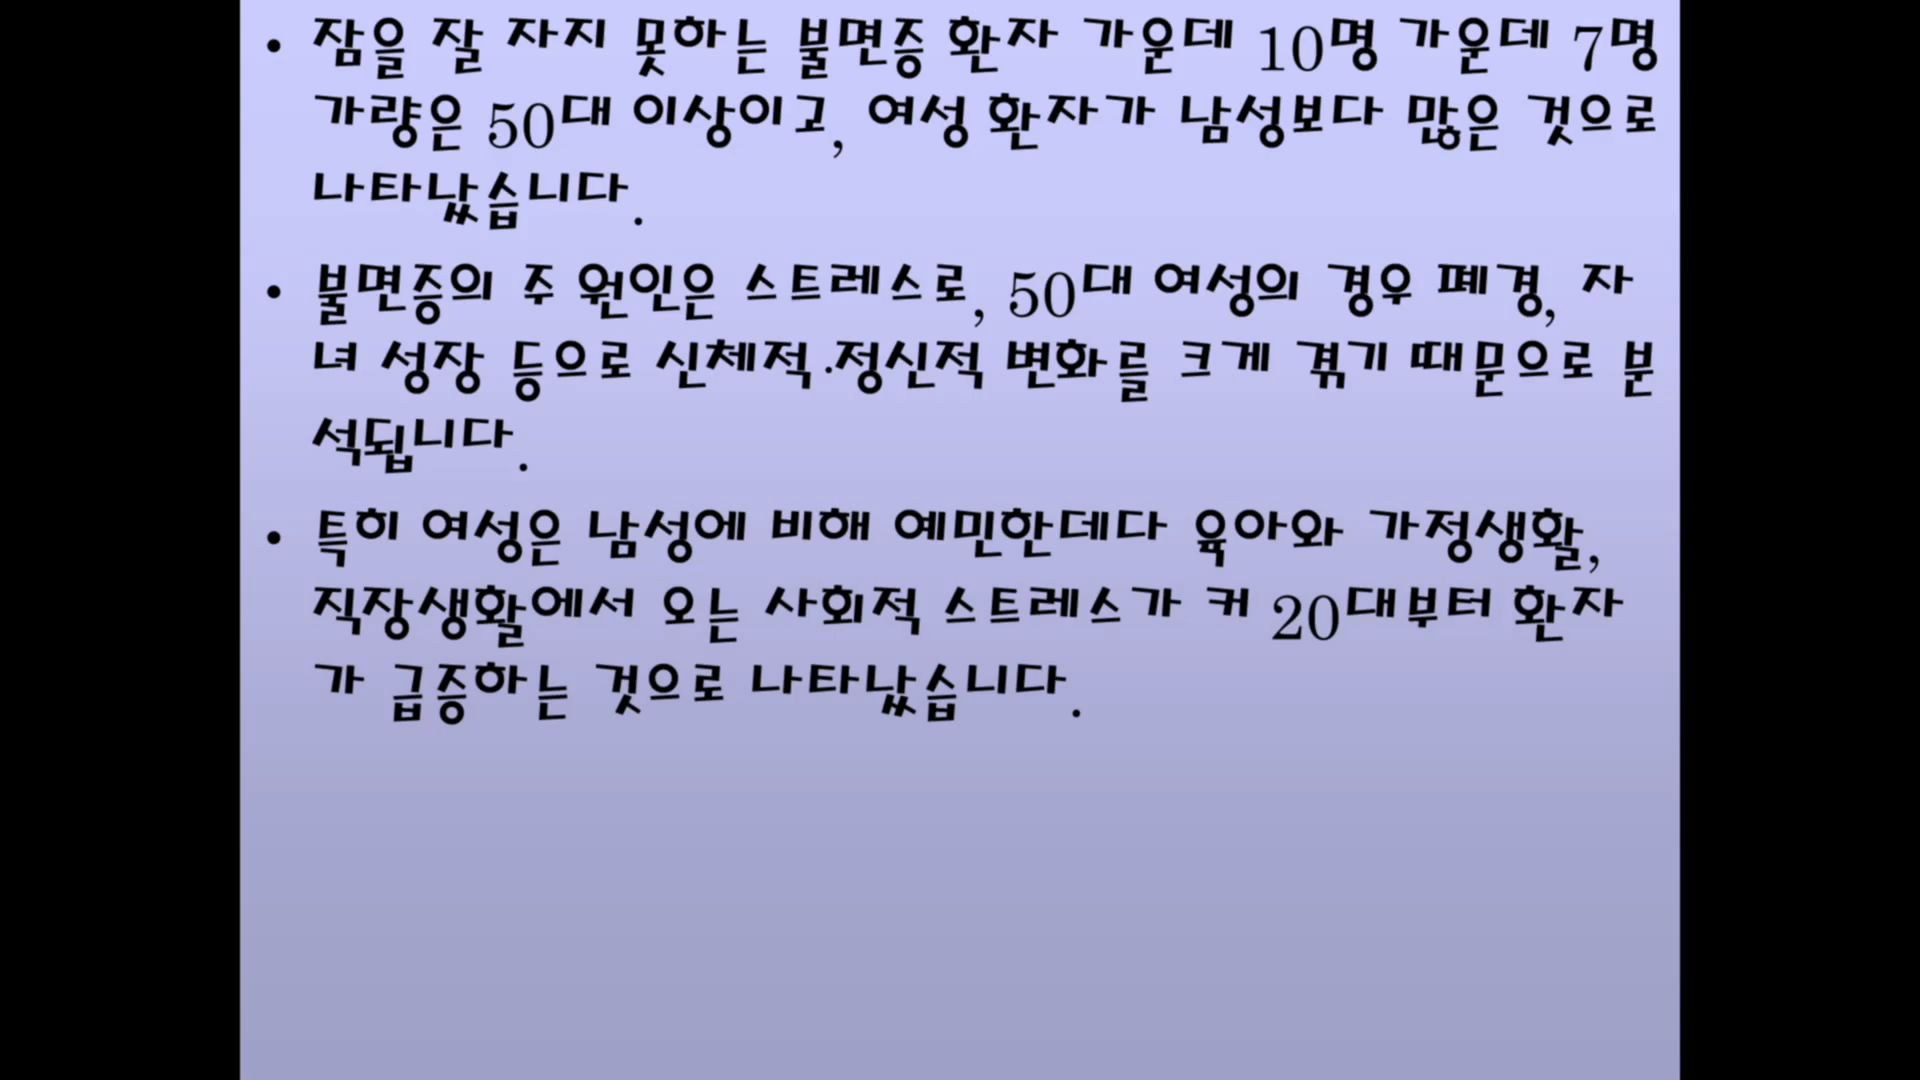 • 잠을 잘 자지 못하는 불면증 환자 가운데 10명 가운데 7명
가량은 50대 이상이고, 여성 환자가 남성보다 많은 것으로
나타났습니다.
• 불면증의 주 원인은 스트레스로, 50대 여성의 경우 폐경, 자
녀 성장 등으로 신체적·정신적 변화를 크게 겪기 때문으로 분
석됩니다.
• 특히 여성은 남성에 비해 예민한데다 육아와 가정생활,
직장생활에서 오는 사회적 스트레스가 커 20대부터 환자
가 급증하는 것으로 나타났습니다.